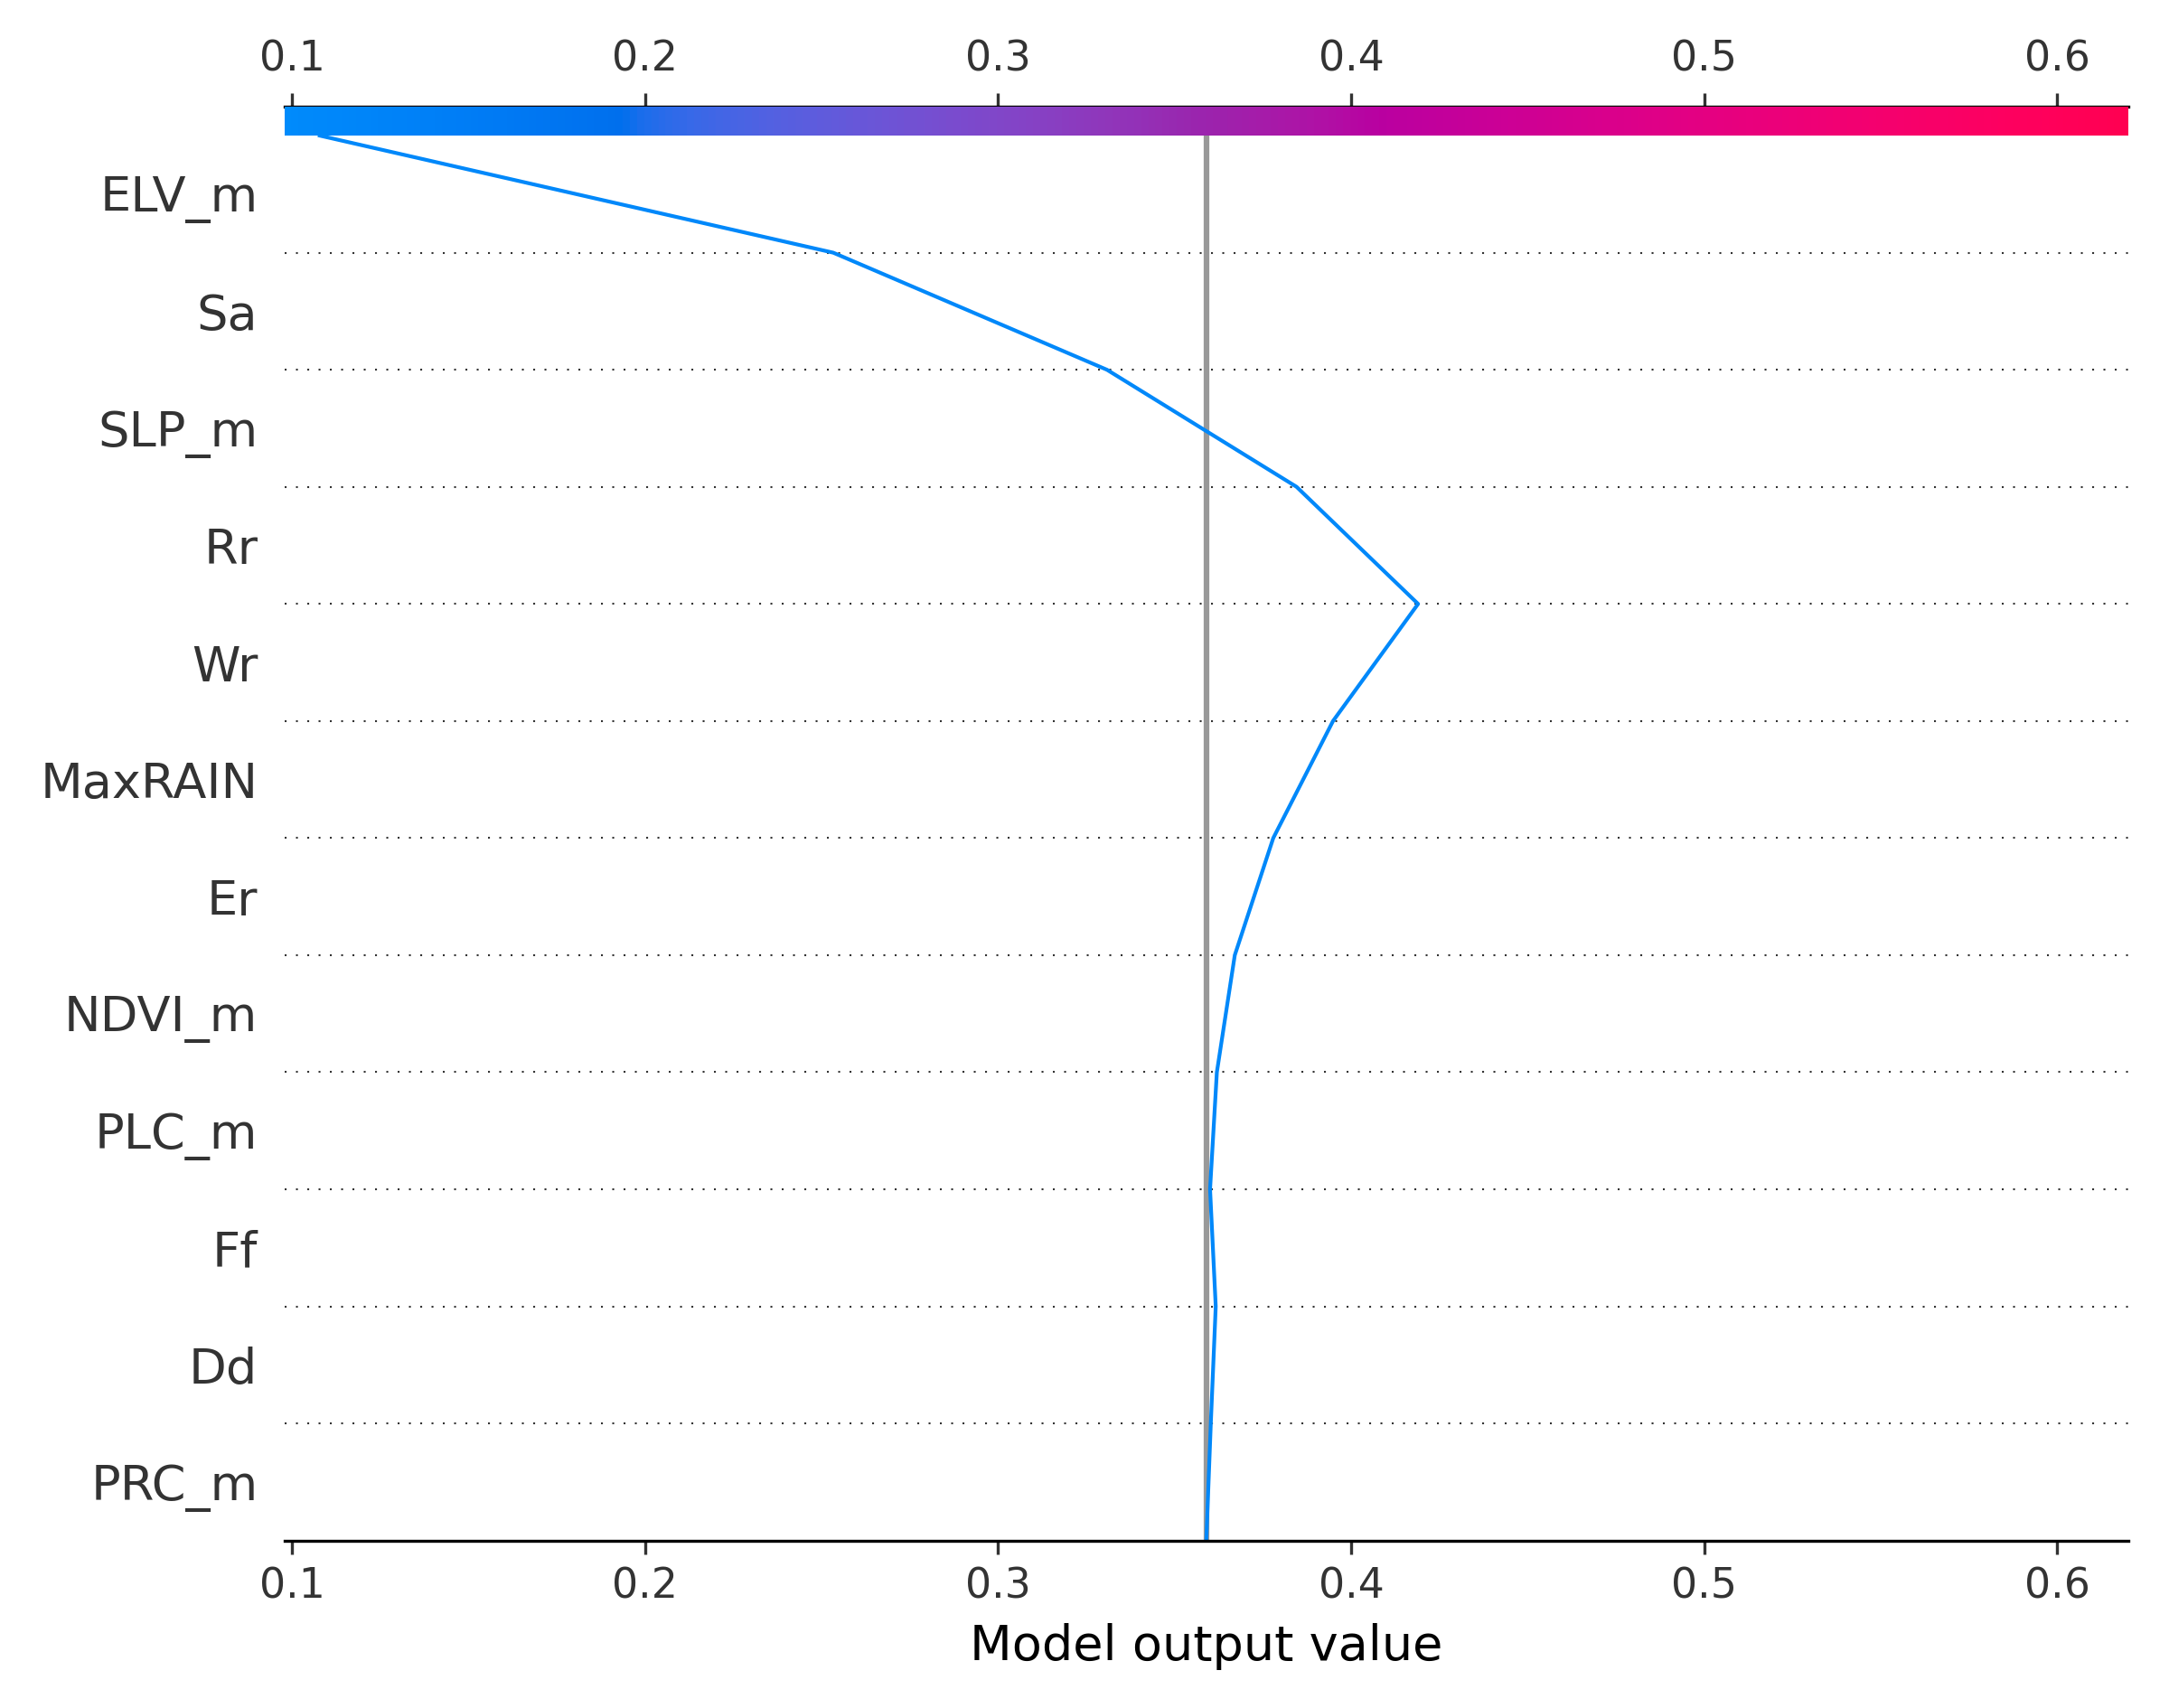 0.1 0.2 0.3 0.4 0.5 0.6
ELV_m
Sa
SLP_m
Rr
Wr
MaxRAIN
Er
NDVI_m
PLC_m
Ff
Dd
PRC_m
0.1 0.2 0.3 0.4 0.5 0.6
Model output value